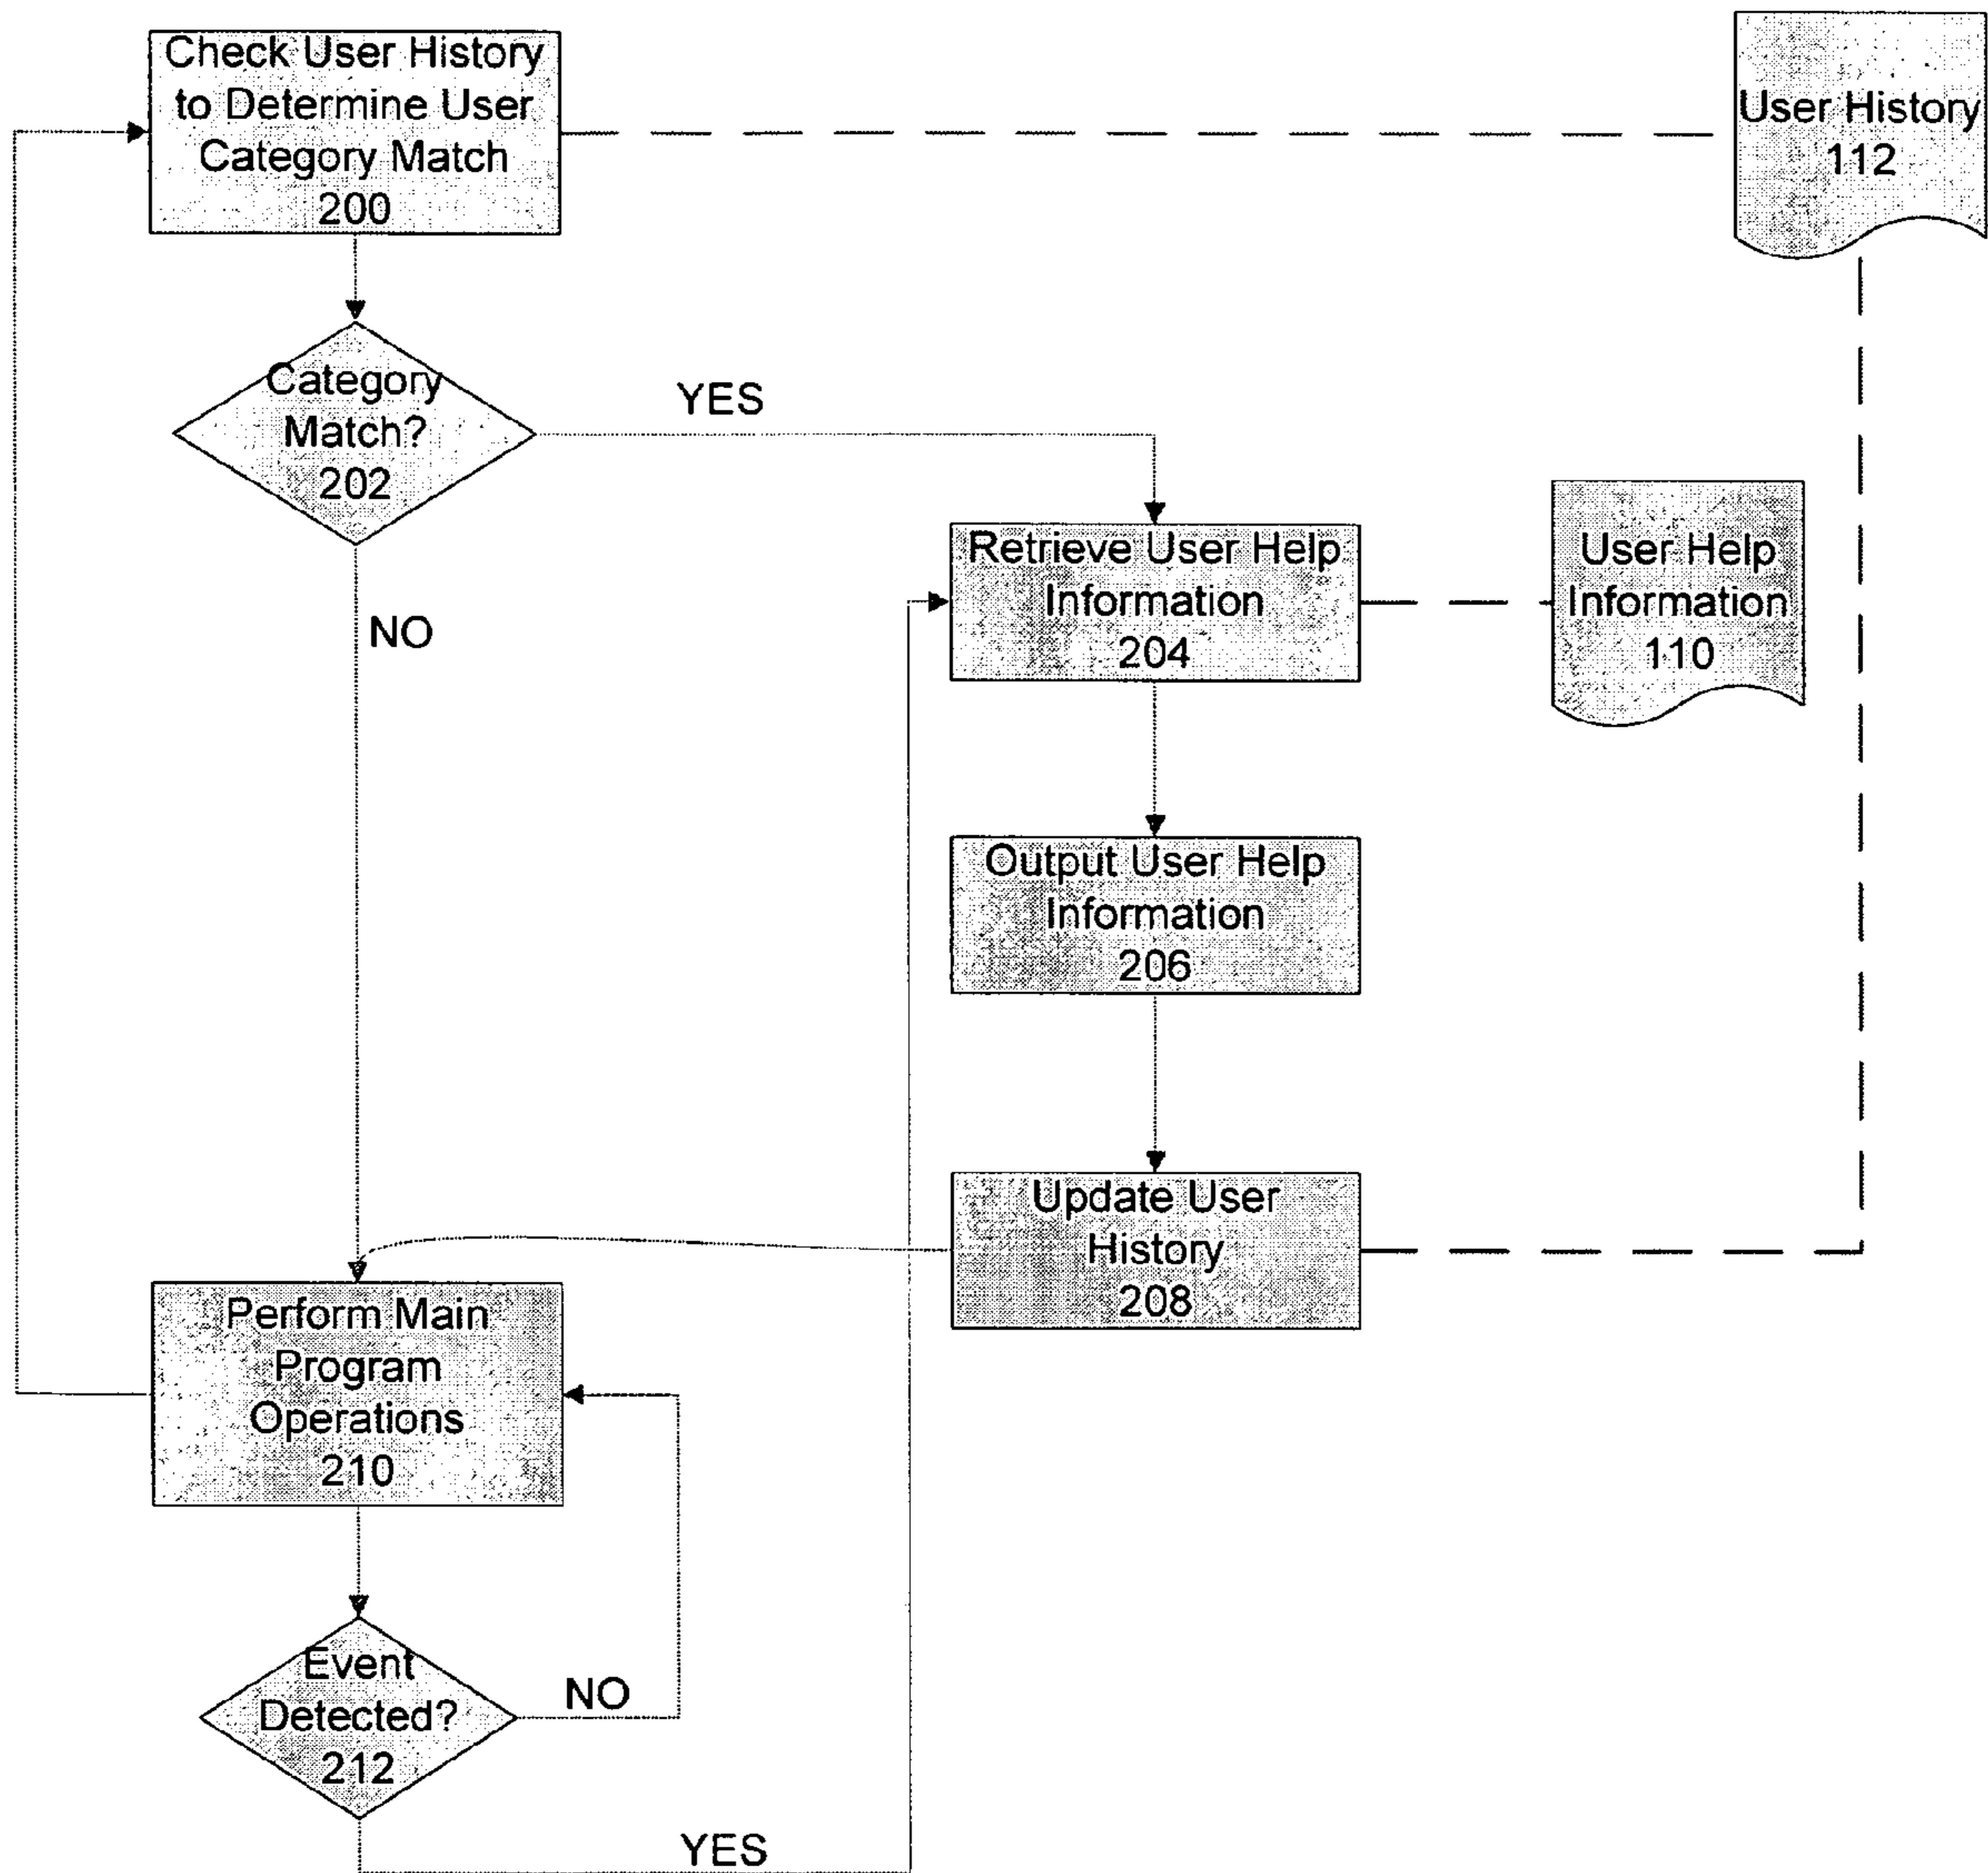 Check User History
to Determine User
Category Match
200
User History
112
Category
Match?
202
YES
NO
Retrieve User Help
Information
204
User Help
Information
110
Output User Help
Information
206
Update User
History
208
Perform Main
Program
Operations
210
Event
Detected?
212
NO
YES